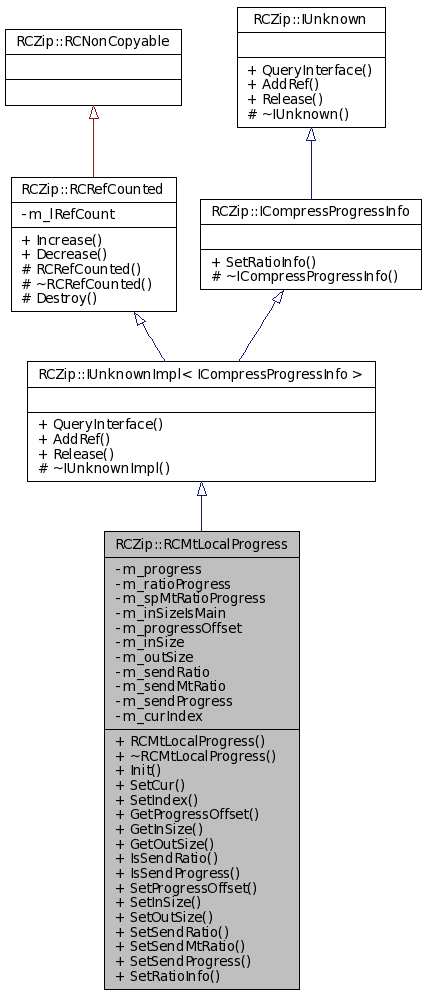 RCZip::RCNonCopyable
RCZip::IUnknown
+ QueryInterface()
+ AddRef()
+ Release()
# ~IUnknown()
RCZip::RCRefCounted
- m_lRefCount
+ Increase()
+ Decrease()
# RCRefCounted()
# ~RCRefCounted()
# Destroy()
RCZip::ICompressProgressInfo
+ SetRatioInfo()
# ~ICompressProgressInfo()
RCZip::IUnknownImpl< ICompressProgressInfo >
+ QueryInterface()
+ AddRef()
+ Release()
# ~IUnknownImpl()
RCZip::RCMtLocalProgress
- m_progress
- m_ratioProgress
- m_spMtRatioProgress
- m_inSizeIsMain
- m_progressOffset
- m_inSize
- m_outSize
- m_sendRatio
- m_sendMtRatio
- m_sendProgress
- m_curIndex
+ RCMtLocalProgress()
+ ~RCMtLocalProgress()
+ Init()
+ SetCur()
+ SetIndex()
+ GetProgressOffset()
+ GetInSize()
+ GetOutSize()
+ IsSendRatio()
+ IsSendProgress()
+ SetProgressOffset()
+ SetInSize()
+ SetOutSize()
+ SetSendRatio()
+ SetSendMtRatio()
+ SetSendProgress()
+ SetRatioInfo()